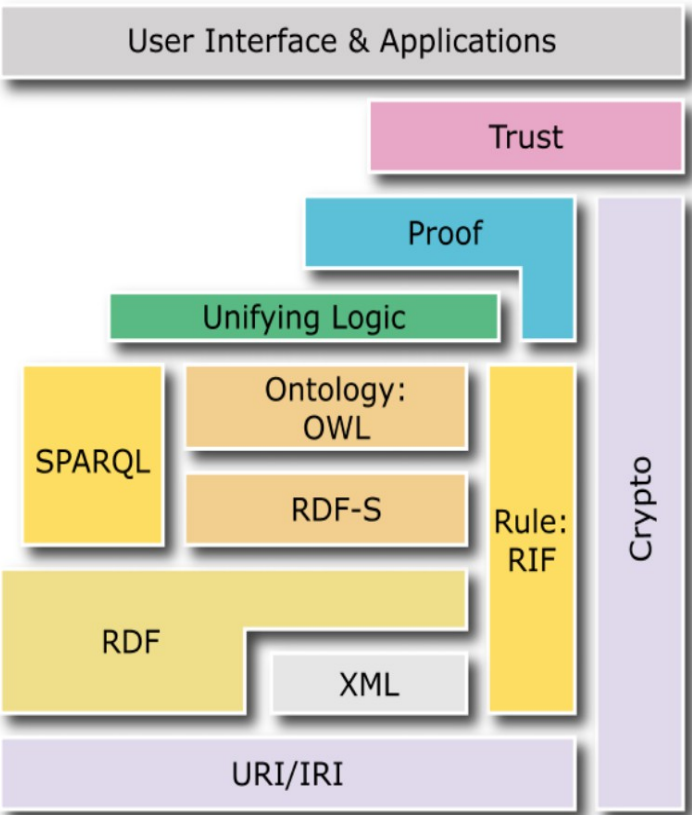 User Interface & Applications
Trust
Proof
Unifying Logic
Ontology:
OWL
SPARQL
RDF-S
Rule:
RIF
Crypto
RDF
XML
URI/IRI